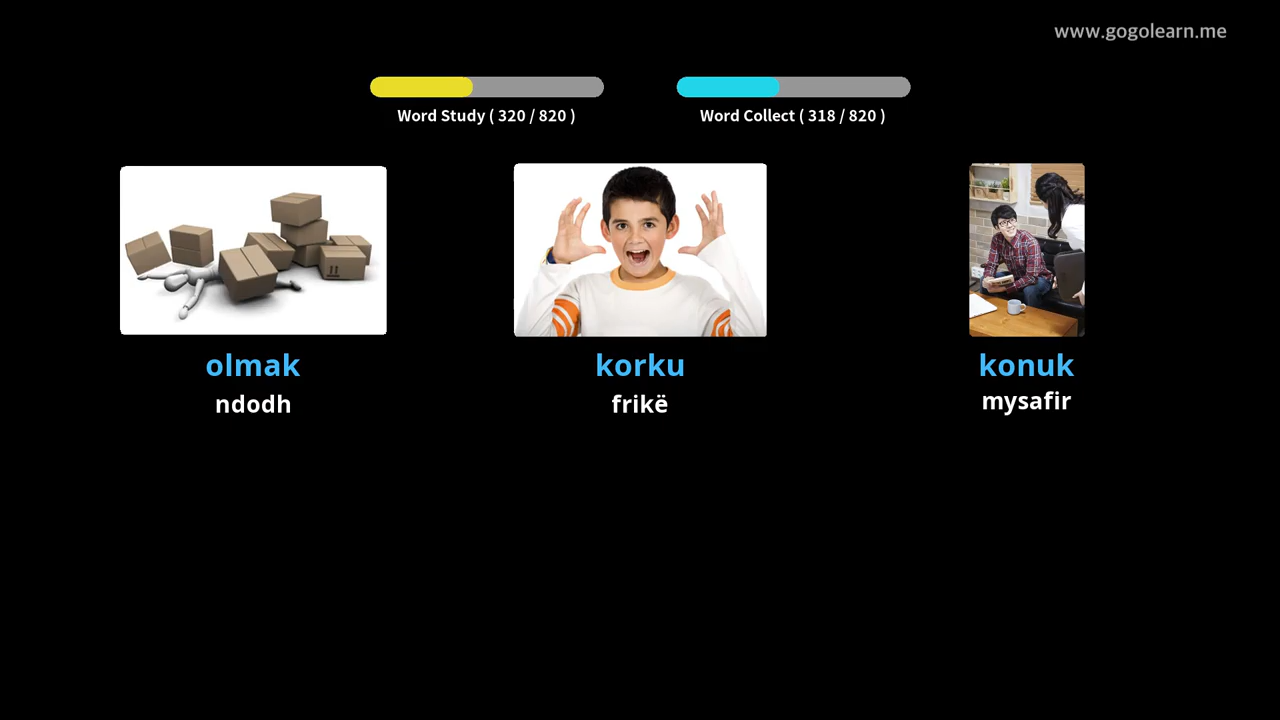 www.gogolearn.me
Word Study ( 320 / 820 )
Word Collect ( 318 / 820 )
olmak
ndodh
korku
frikë
konuk
mysafir